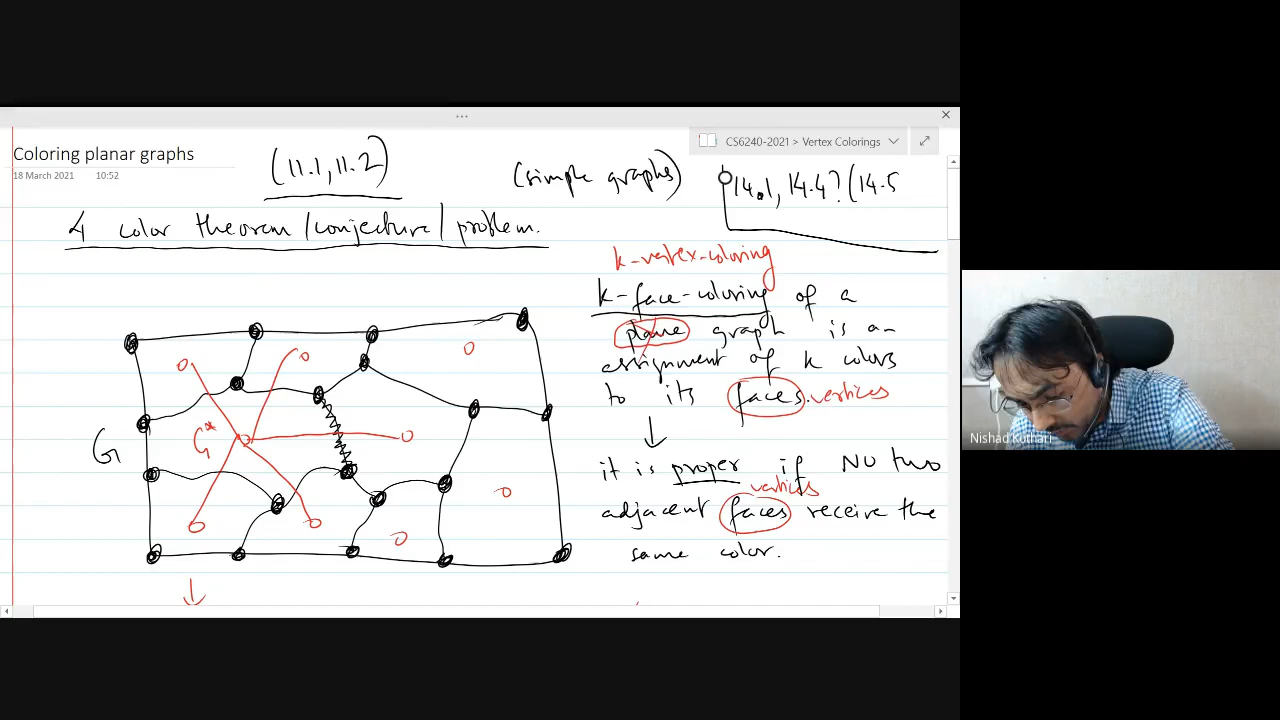 CS6240-2021 > Vertex Colorings
Coloring planar graphs
18 March 2021 10:52
(11.1, 11.2)
(simple graphs)
14.1, 14.4? (14.5
4 color theorem / conjecture / problem.
k-vertex-coloring
k-face-coloring of a
plane graph is an
assignment of k colors
to its faces. vertices
it is proper if NO two
vertices
adjacent faces receive the
same color.
G
G*
Nishad Kothari